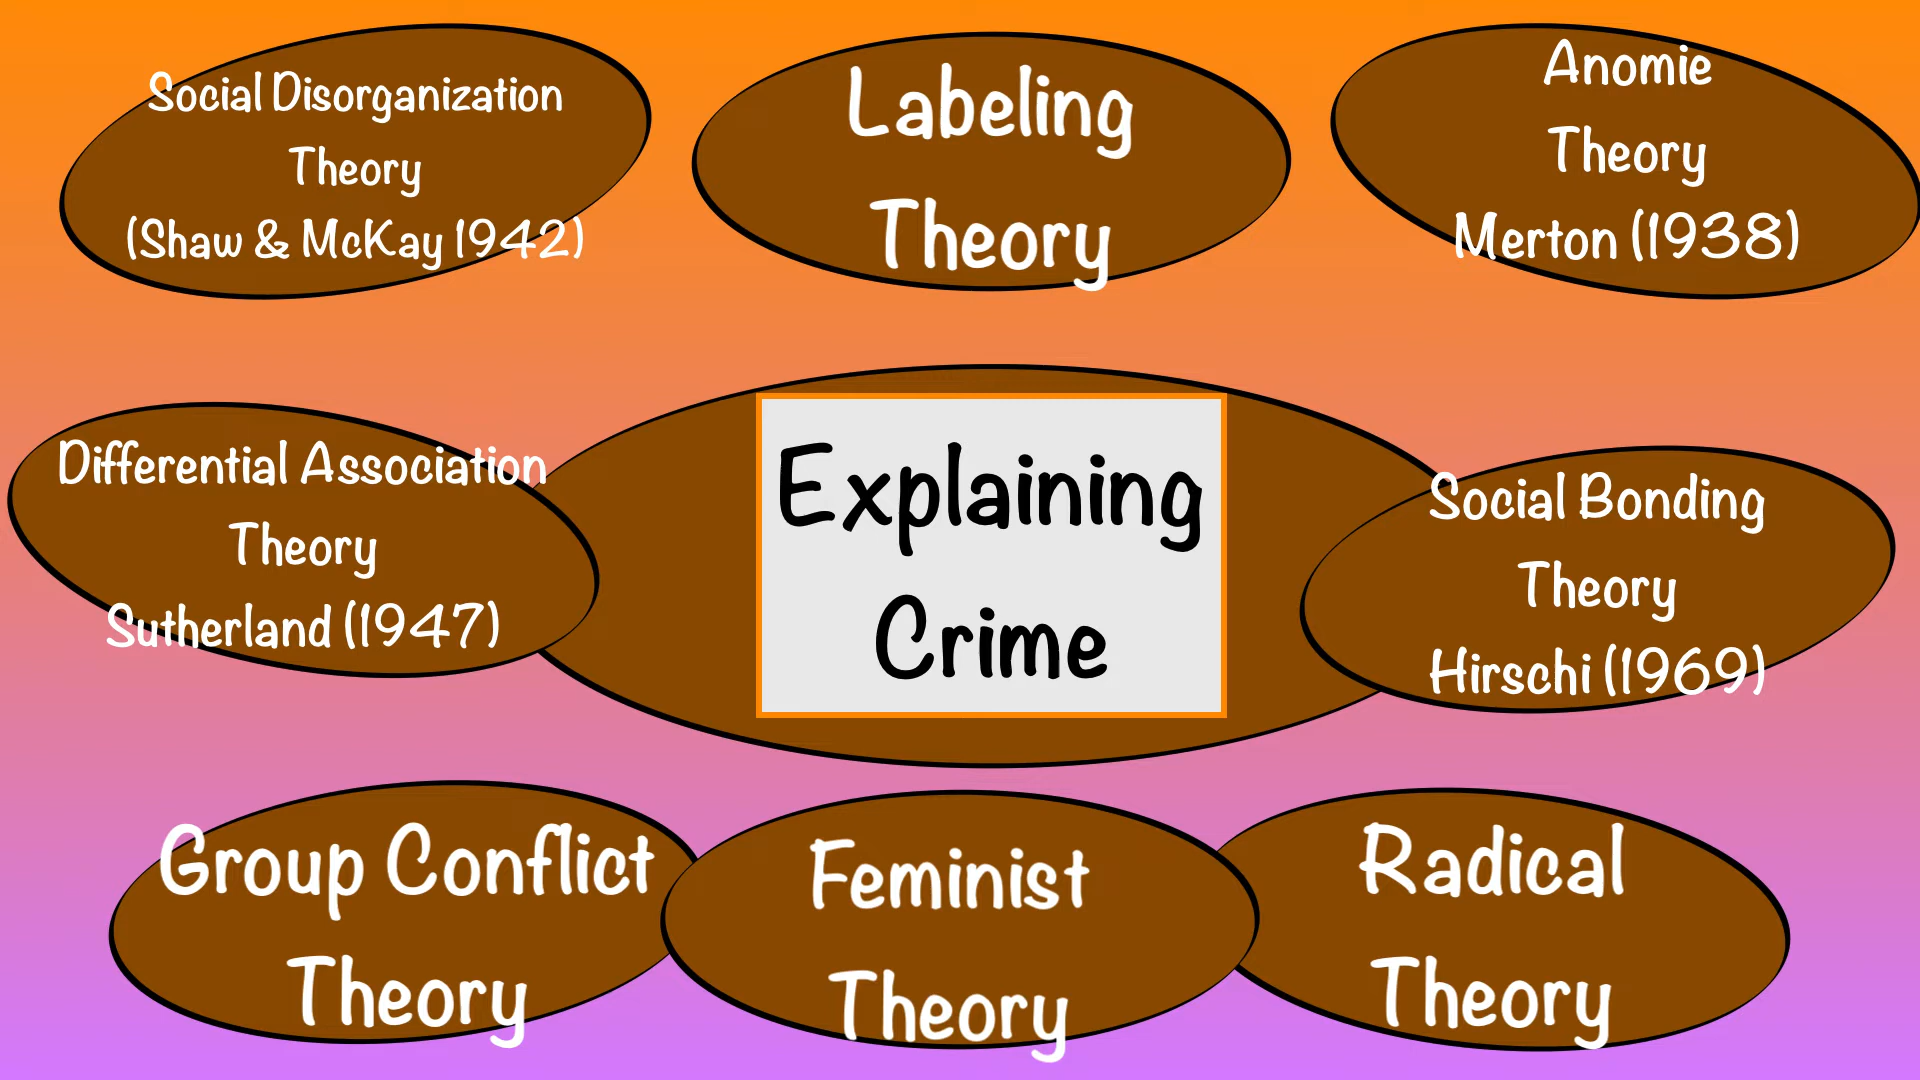 Social Disorganization
Theory
(Shaw & McKay 1942)
Labeling
Theory
Anomie
Theory
Merton (1938)
Differential Association
Theory
Sutherland (1947)
Explaining
Crime
Social Bonding
Theory
Hirschi (1969)
Group Conflict
Theory
Feminist
Theory
Radical
Theory